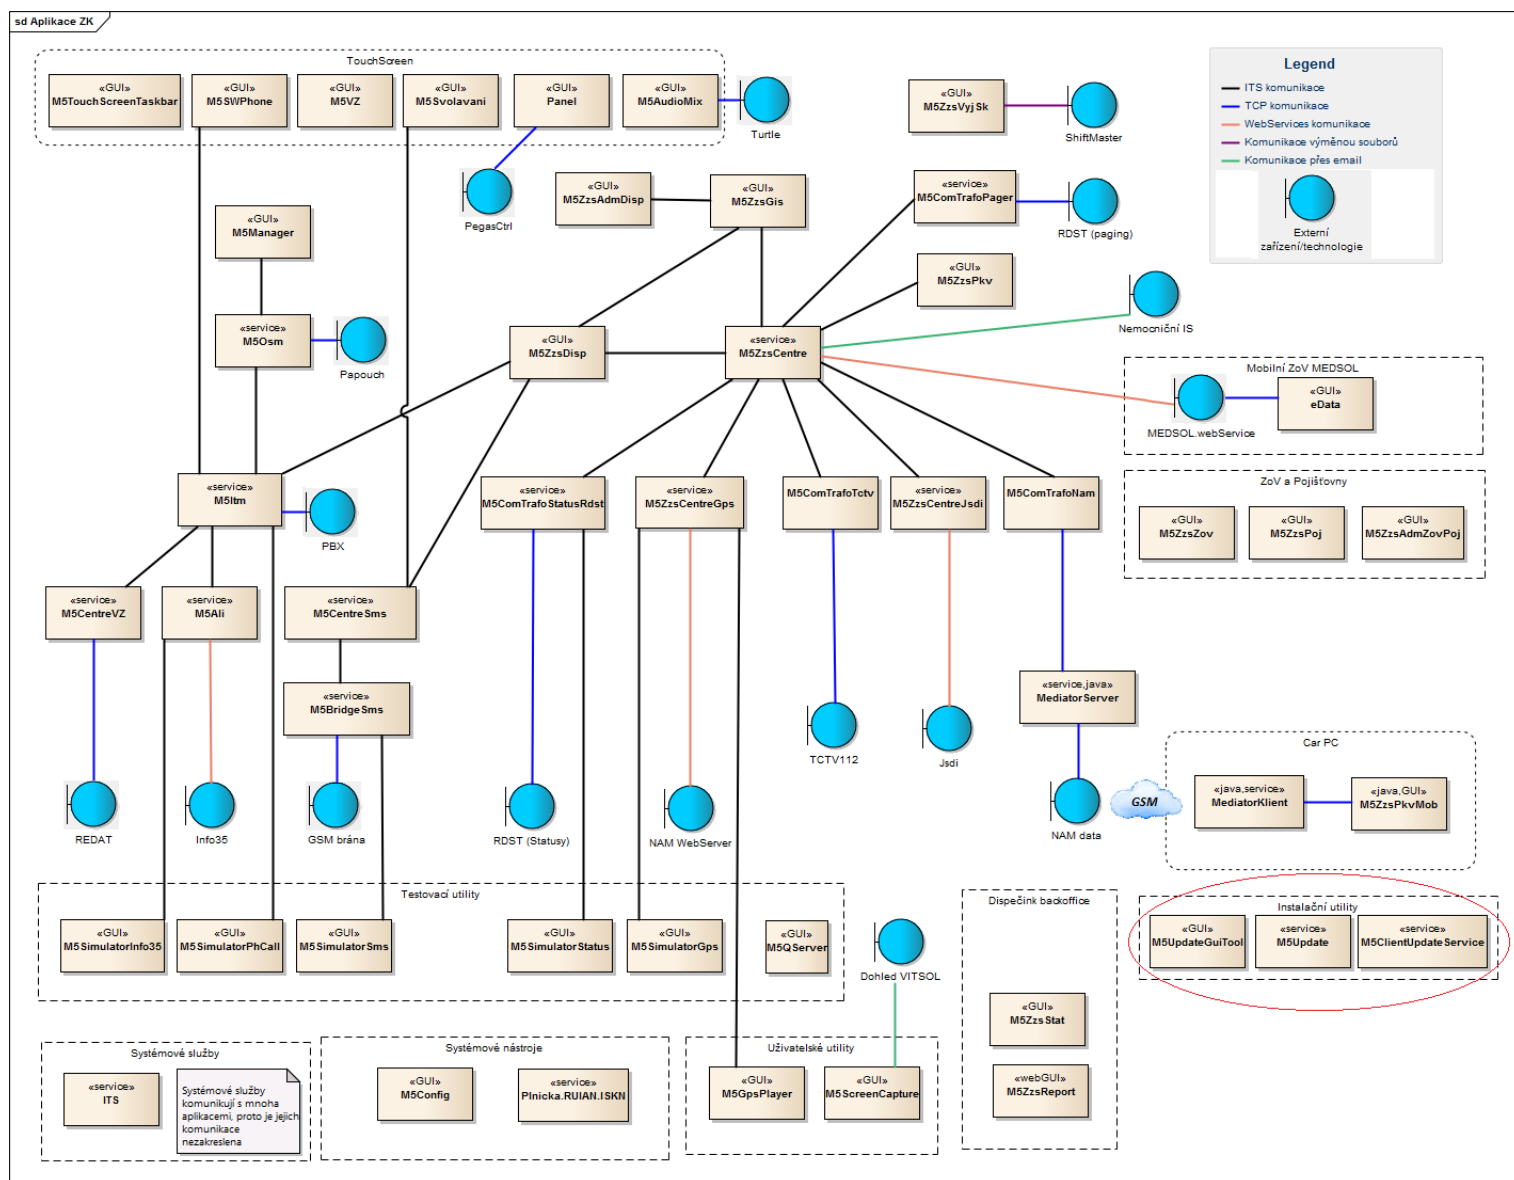 sd Aplikace ZK
TouchScreen
«GUI»
M5TouchScreenTaskbar
«GUI»
M5SWPhone
«GUI»
M5VZ
«GUI»
M5Svolavani
«GUI»
Panel
«GUI»
M5AudioMix
Turtle
PegasCtrl
«GUI»
M5ZzsVyjSk
ShiftMaster
Legend
ITS komunikace
TCP komunikace
WebServices komunikace
Komunikace výměnou souborů
Komunikace přes email
Externí
zařízení/technologie
«GUI»
M5ZzsAdmDisp
«GUI»
M5ZzsGis
«service»
M5ComTrafoPager
RDST (paging)
«GUI»
M5Manager
«GUI»
M5ZzsPkv
Nemocniční IS
«service»
M5Osm
Papouch
«GUI»
M5ZzsDisp
«service»
M5ZzsCentre
Mobilní ZoV MEDSOL
MEDSOL.webService
«GUI»
eData
«service»
M5Itm
PBX
«service»
M5ComTrafoStatusRdst
«service»
M5ZzsCentreGps
M5ComTrafoTctv
«service»
M5ZzsCentreJsdi
M5ComTrafoNam
ZoV a Pojišťovny
«GUI»
M5ZzsZov
«GUI»
M5ZzsPoj
«GUI»
M5ZzsAdmZovPoj
«service»
M5CentreVZ
«service»
M5Ali
«service»
M5CentreSms
«service»
M5BridgeSms
«service,java»
MediatorServer
TCTV112
Jsdi
REDAT
Info35
GSM brána
RDST (Statusy)
NAM WebServer
NAM data
GSM
Car PC
«java,service»
MediatorKlient
«java,GUI»
M5ZzsPkvMob
Testovací utility
«GUI»
M5SimulatorInfo35
«GUI»
M5SimulatorPhCall
«GUI»
M5SimulatorSms
«GUI»
M5SimulatorStatus
«GUI»
M5SimulatorGps
«GUI»
M5QServer
Dohled VITSOL
Dispečink backoffice
«GUI»
M5ZzsStat
«webGUI»
M5ZzsReport
Instalační utility
«GUI»
M5UpdateGuiTool
«service»
M5Update
«service»
M5ClientUpdateService
Systémové služby
«service»
ITS
Systémové služby
komunikují s mnoha
aplikacemi, proto je jejich
komunikace
nezakreslena
Systémové nástroje
«GUI»
M5Config
«service»
Plnicka.RUIAN.ISKN
Uživatelské utility
«GUI»
M5GpsPlayer
«GUI»
M5ScreenCapture